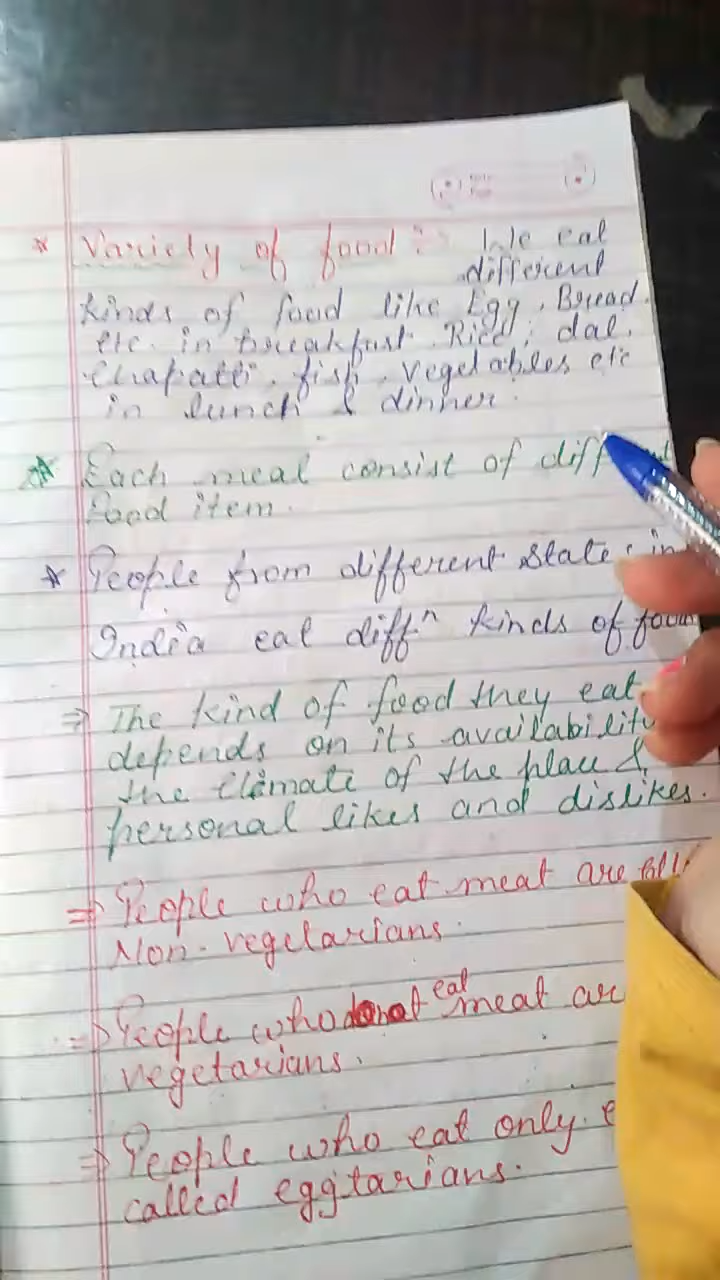 * Variety of food :- We eat
different
kinds of food like Egg, Bread.
etc. in breakfast. Rice, dal,
Chapatti, fish, vegetables etc
in lunch & dinner.
* Each meal consist of diff
food item.
* People from different states in
India eat diffⁿ kinds of food
⇒ The kind of food they eat
depends on its availability
the climate of the place &
personal likes and dislikes.
⇒ People who eat meat are
Non-vegetarians.
⇒ People who donot eat meat are
vegetarians.
⇒ People who eat only e
called eggtarians.